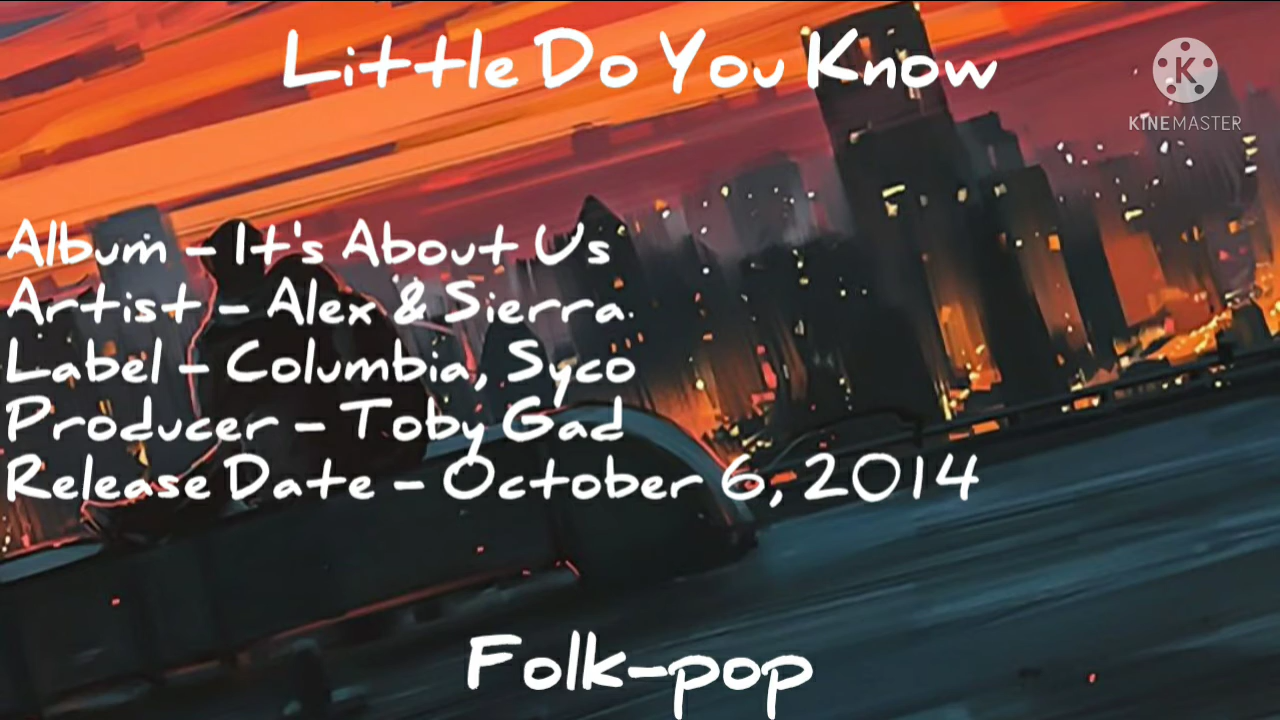 Little Do You Know
KINEMASTER
Album - It's About Us
Artist - Alex & Sierra
Label - Columbia, Syco
Producer - Toby Gad
Release Date - October 6, 2014
Folk-pop